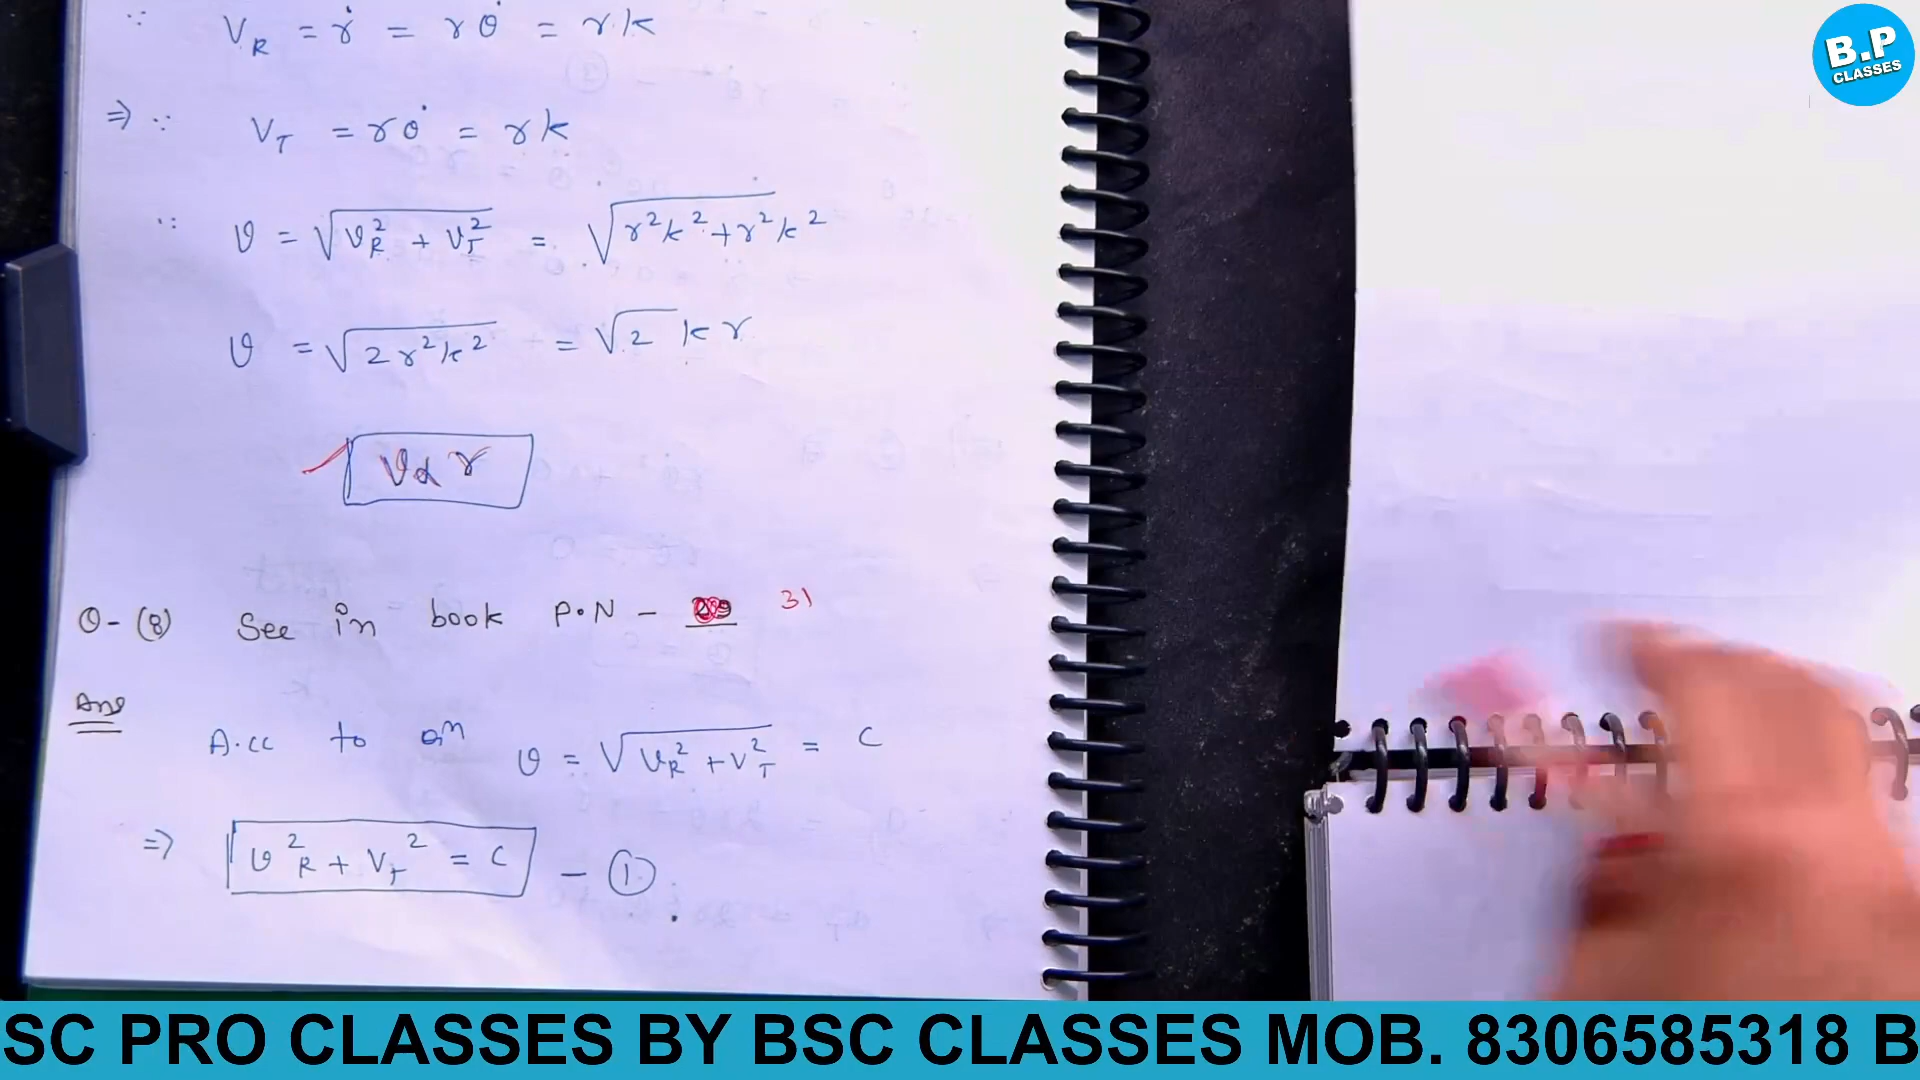 ∵ V_R = ṙ = rθ̇ = rk
⇒ ∵ V_T = rθ̇ = rk
∵ v = √(v_R² + v_T²) = √(r²k² + r²k²)
v = √(2r²k²) = √2 kr
v ∝ r
Q-(8) See in book P.N - 31
Ans
A.cc to qn v = √(v_R² + v_T²) = C
⇒ v²_R + V_T² = C - ①
B.P
CLASSES
SC PRO CLASSES BY BSC CLASSES MOB. 8306585318 B